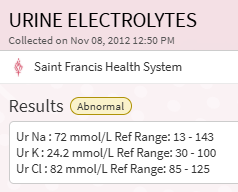 URINE ELECTROLYTES
Collected on Nov 08, 2012 12:50 PM
Saint Francis Health System
Results Abnormal
Ur Na : 72 mmol/L Ref Range: 13 - 143
Ur K : 24.2 mmol/L Ref Range: 30 - 100
Ur Cl : 82 mmol/L Ref Range: 85 - 125